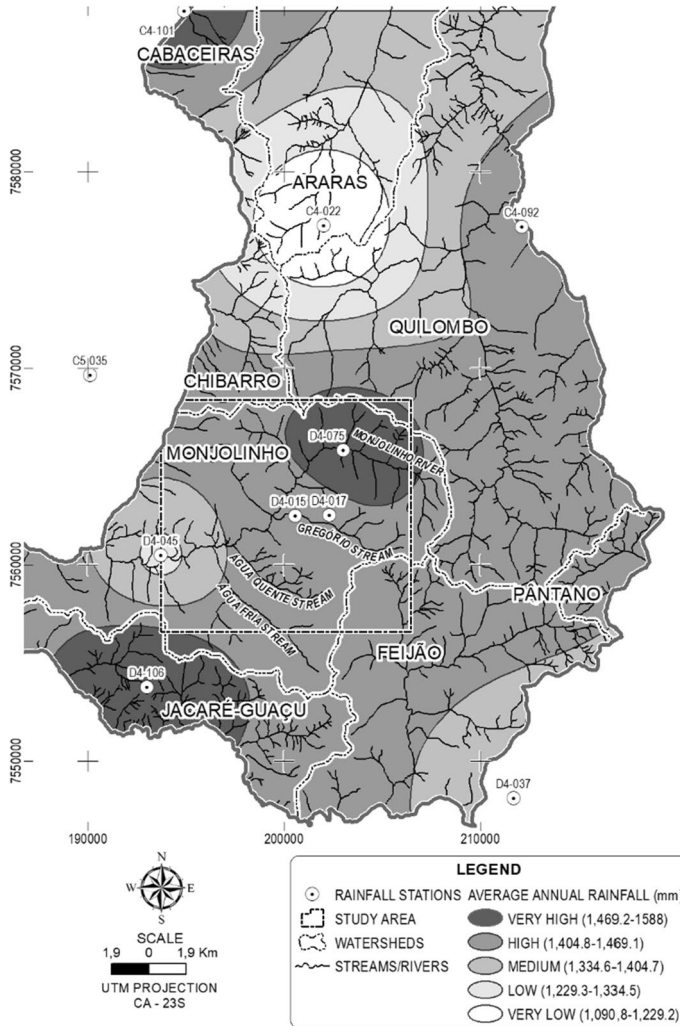 C4-101
CABACEIRAS
7580000
ARARAS
C4-022
C4-092
QUILOMBO
C5-035
7570000
CHIBARRO
D4-075
MONJOLINHO RIVER
MONJOLINHO
D4-015 D4-017
GREGÓRIO STREAM
D4-045
7560000
ÁGUA QUENTE STREAM
ÁGUA FRIA STREAM
PÂNTANO
FEIJÃO
D4-106
JACARÉ-GUAÇU
7550000
D4-037
190000 200000 210000
N
W E
S
SCALE
1,9 0 1,9 Km
UTM PROJECTION
CA - 23S
LEGEND
RAINFALL STATIONS
STUDY AREA
WATERSHEDS
STREAMS/RIVERS
AVERAGE ANNUAL RAINFALL (mm)
VERY HIGH (1,469.2-1588)
HIGH (1,404.8-1,469.1)
MEDIUM (1,334.6-1,404.7)
LOW (1,229.3-1,334.5)
VERY LOW (1,090,8-1,229.2)